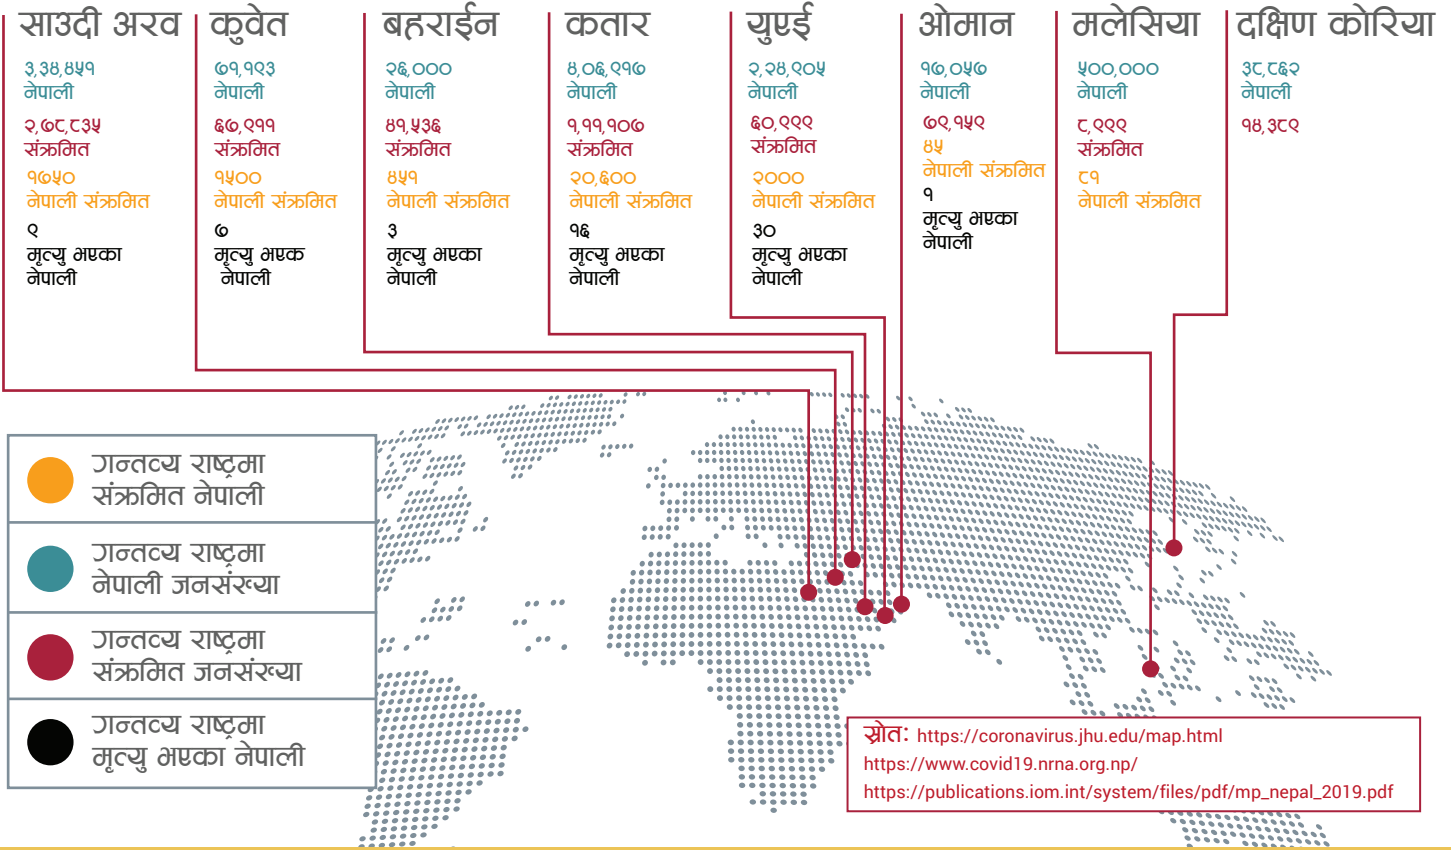 साउदी अरव
३,३४,४५१
नेपाली
२,७८,८३५
संक्रमित
१७५०
नेपाली संक्रमित
९
मृत्यु भएका
नेपाली
कुवेत
७१,१९३
नेपाली
६७,९११
संक्रमित
१५००
नेपाली संक्रमित
७
मृत्यु भएक
नेपाली
बहराईन
२६,०००
नेपाली
४१,५३६
संक्रमित
४५१
नेपाली संक्रमित
३
मृत्यु भएका
नेपाली
कतार
४,०६,९१७
नेपाली
१,११,१०७
संक्रमित
२०,६००
नेपाली संक्रमित
१६
मृत्यु भएका
नेपाली
युएई
२,२४,९०५
नेपाली
६०,९९९
संक्रमित
२०००
नेपाली संक्रमित
३०
मृत्यु भएका
नेपाली
ओमान
१७,०५७
नेपाली
७९,१५९
४५
नेपाली संक्रमित
१
मृत्यु भएका
नेपाली
मलेसिया
५००,०००
नेपाली
८,९९९
संक्रमित
८१
नेपाली संक्रमित
दक्षिण कोरिया
३८,८६२
नेपाली
१४,३८९
गन्तव्य राष्ट्रमा
संक्रमित नेपाली
गन्तव्य राष्ट्रमा
नेपाली जनसंख्या
गन्तव्य राष्ट्रमा
संक्रमित जनसंख्या
गन्तव्य राष्ट्रमा
मृत्यु भएका नेपाली
स्रोत: https://coronavirus.jhu.edu/map.html
https://www.covid19.nrna.org.np/
https://publications.iom.int/system/files/pdf/mp_nepal_2019.pdf